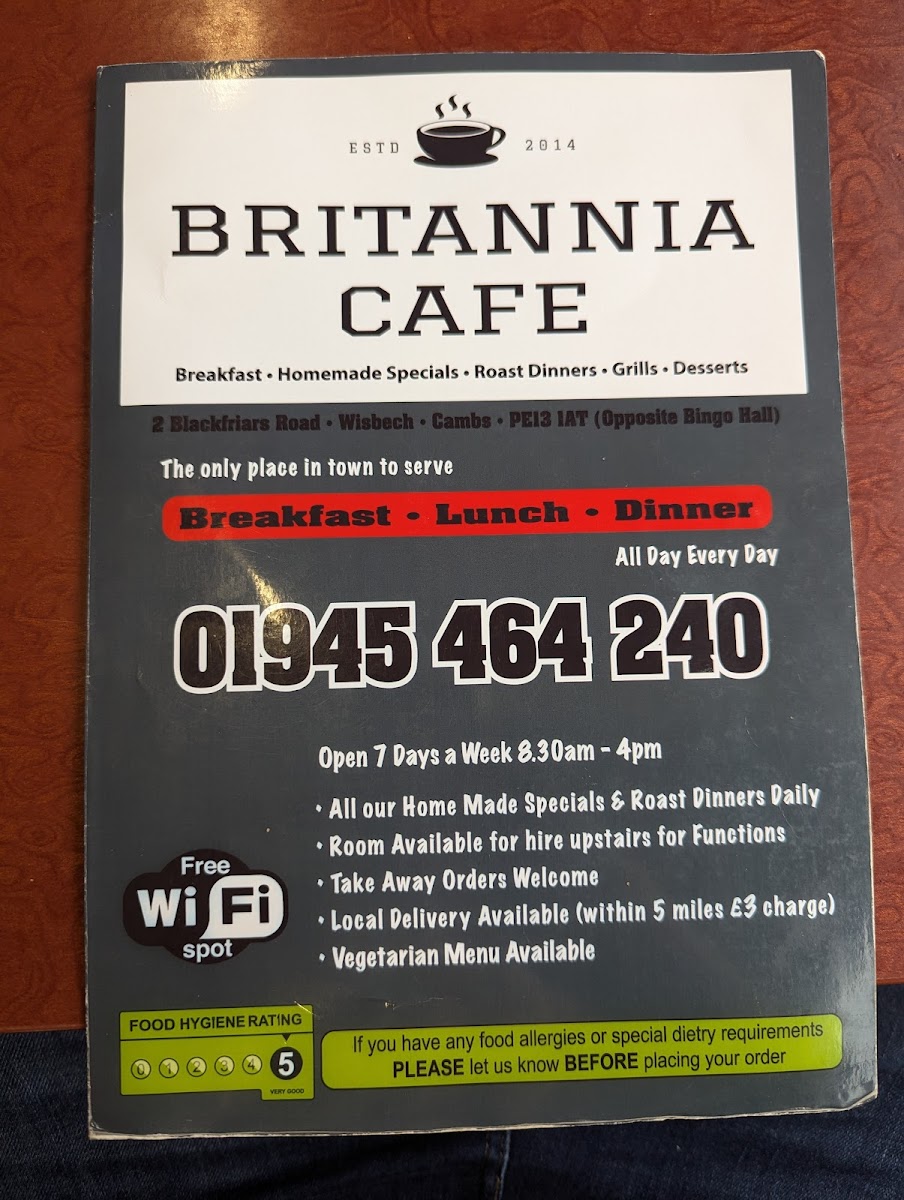 ESTD 2014
BRITANNIA
CAFE
Breakfast • Homemade Specials • Roast Dinners • Grills • Desserts
2 Blackfriars Road • Wisbech • Cambs • PE13 1AT (Opposite Bingo Hall)
The only place in town to serve
Breakfast • Lunch • Dinner
All Day Every Day
01945 464 240
Open 7 Days a Week 8.30am - 4pm
• All our Home Made Specials & Roast Dinners Daily
• Room Available for hire upstairs for Functions
• Take Away Orders Welcome
• Local Delivery Available (within 5 miles £3 charge)
• Vegetarian Menu Available
Free
Wi Fi
spot
FOOD HYGIENE RATING
0 1 2 3 4 5
VERY GOOD
If you have any food allergies or special dietry requirements
PLEASE let us know BEFORE placing your order